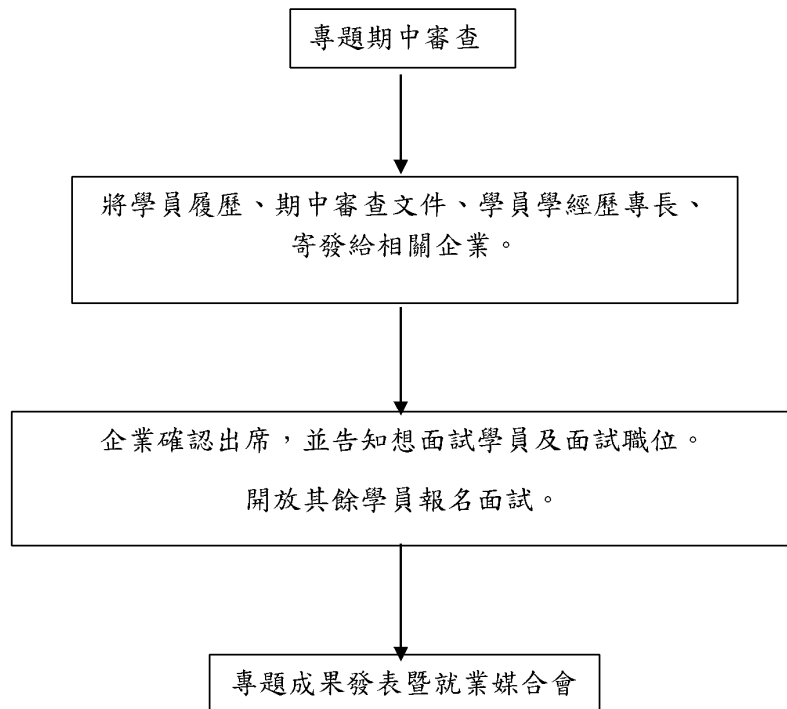 專題期中審查
將學員履歷、期中審查文件、學員學經歷專長、
寄發給相關企業。
企業確認出席，並告知想面試學員及面試職位。
開放其餘學員報名面試。
專題成果發表暨就業媒合會